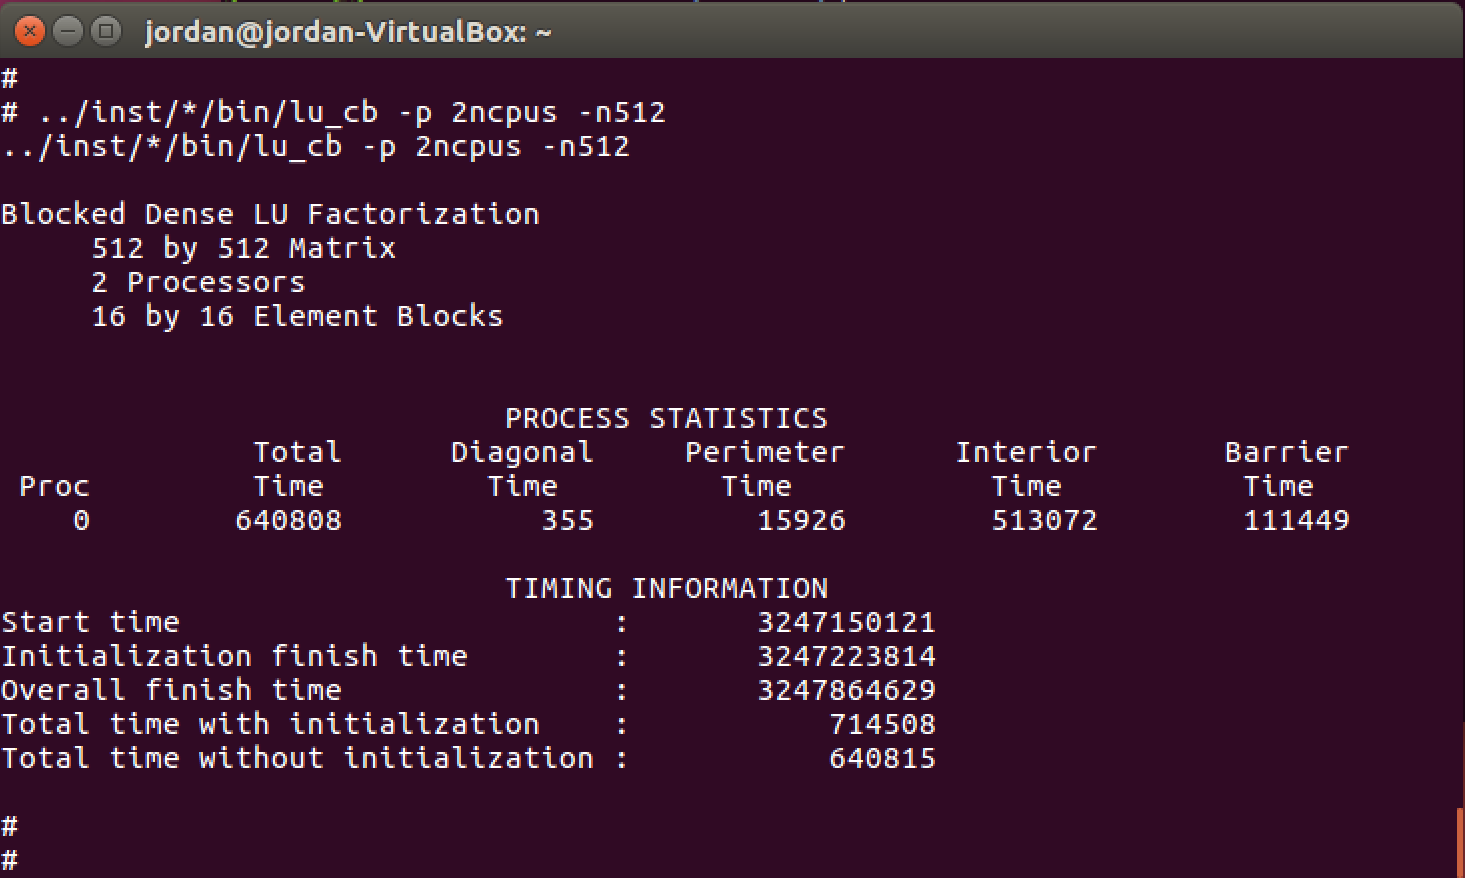 jordan@jordan-VirtualBox: ~
#
# ../inst/*/bin/lu_cb -p 2ncpus -n512
../inst/*/bin/lu_cb -p 2ncpus -n512
Blocked Dense LU Factorization
512 by 512 Matrix
2 Processors
16 by 16 Element Blocks
PROCESS STATISTICS
Total Diagonal Perimeter Interior Barrier
Proc Time Time Time Time Time
0 640808 355 15926 513072 111449
TIMING INFORMATION
Start time : 3247150121
Initialization finish time : 3247223814
Overall finish time : 3247864629
Total time with initialization : 714508
Total time without initialization : 640815
#
#